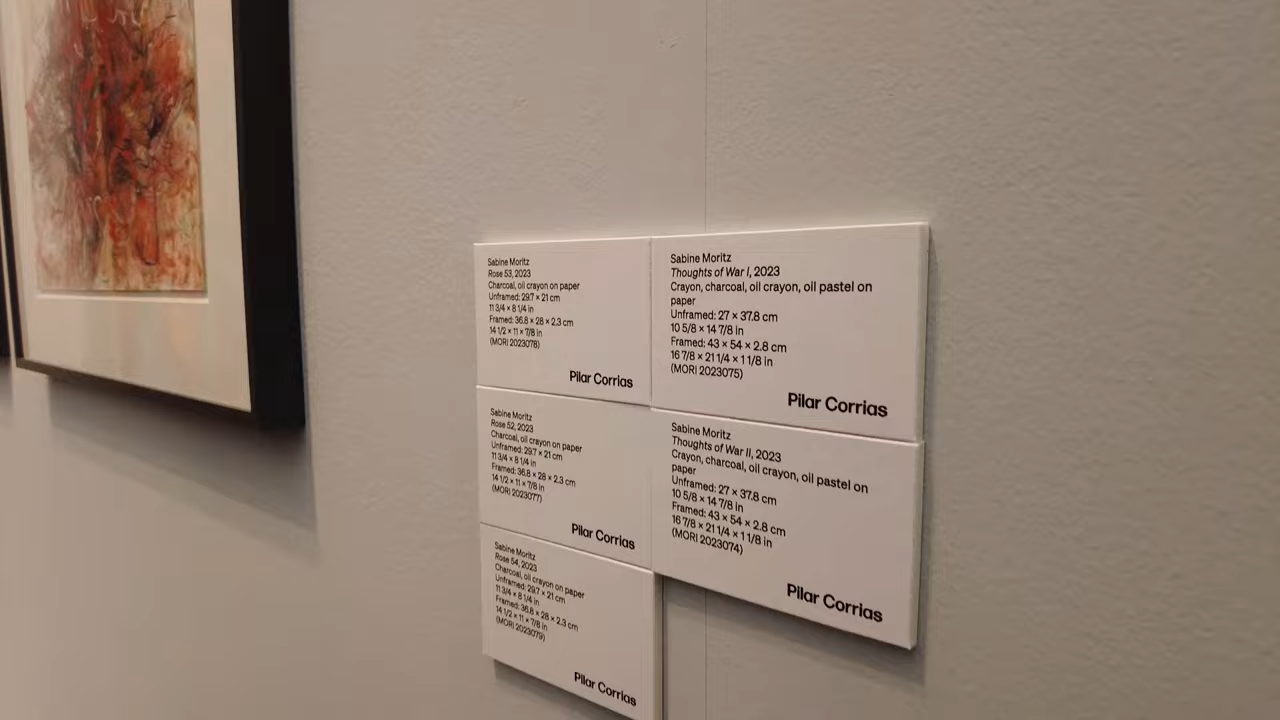 Sabine Moritz
Rose 53, 2023
Charcoal, oil crayon on paper
Unframed: 29.7 × 21 cm
11 3/4 × 8 1/4 in
Framed: 36.8 × 28 × 2.3 cm
14 1/2 × 11 × 7/8 in
(MORI 2023078)
Pilar Corrias
Sabine Moritz
Thoughts of War I, 2023
Crayon, charcoal, oil crayon, oil pastel on
paper
Unframed: 27 × 37.8 cm
10 5/8 × 14 7/8 in
Framed: 43 × 54 × 2.8 cm
16 7/8 × 21 1/4 × 1 1/8 in
(MORI 2023075)
Pilar Corrias
Sabine Moritz
Rose 52, 2023
Charcoal, oil crayon on paper
Unframed: 29.7 × 21 cm
11 3/4 × 8 1/4 in
Framed: 36.8 × 28 × 2.3 cm
14 1/2 × 11 × 7/8 in
(MORI 2023077)
Pilar Corrias
Sabine Moritz
Thoughts of War II, 2023
Crayon, charcoal, oil crayon, oil pastel on
paper
Unframed: 27 × 37.8 cm
10 5/8 × 14 7/8 in
Framed: 43 × 54 × 2.8 cm
16 7/8 × 21 1/4 × 1 1/8 in
(MORI 2023074)
Pilar Corrias
Sabine Moritz
Rose 54, 2023
Charcoal, oil crayon on paper
Unframed: 29.7 × 21 cm
11 3/4 × 8 1/4 in
Framed: 36.8 × 28 × 2.3 cm
14 1/2 × 11 × 7/8 in
(MORI 2023079)
Pilar Corrias